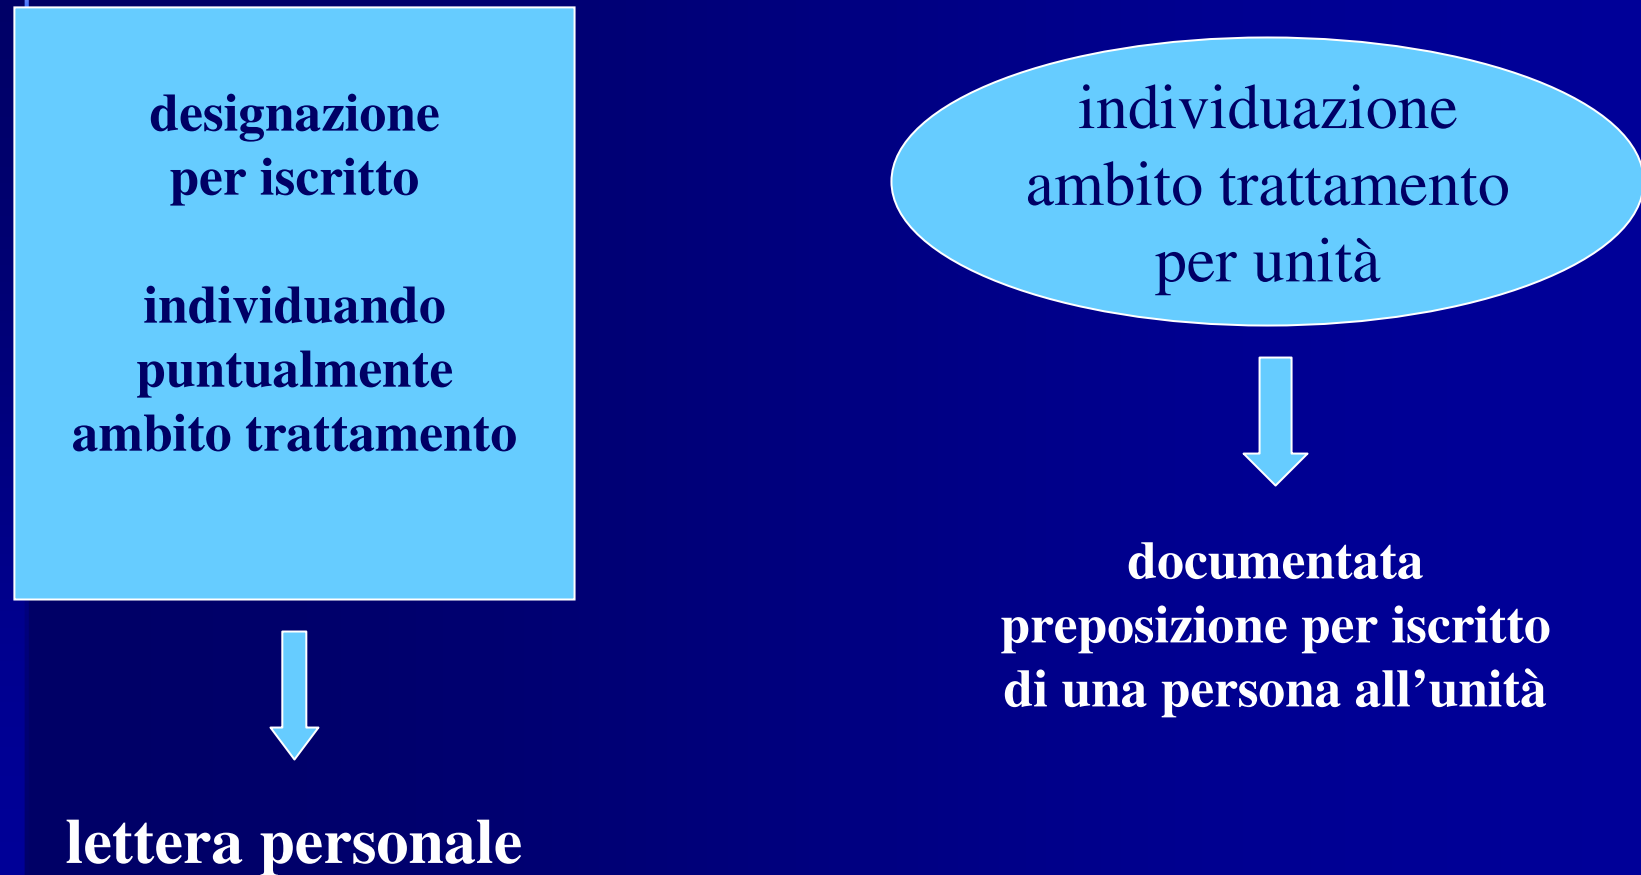 designazione
per iscritto
individuando
puntualmente
ambito trattamento
lettera personale
individuazione
ambito trattamento
per unità
documentata
preposizione per iscritto
di una persona all’unità